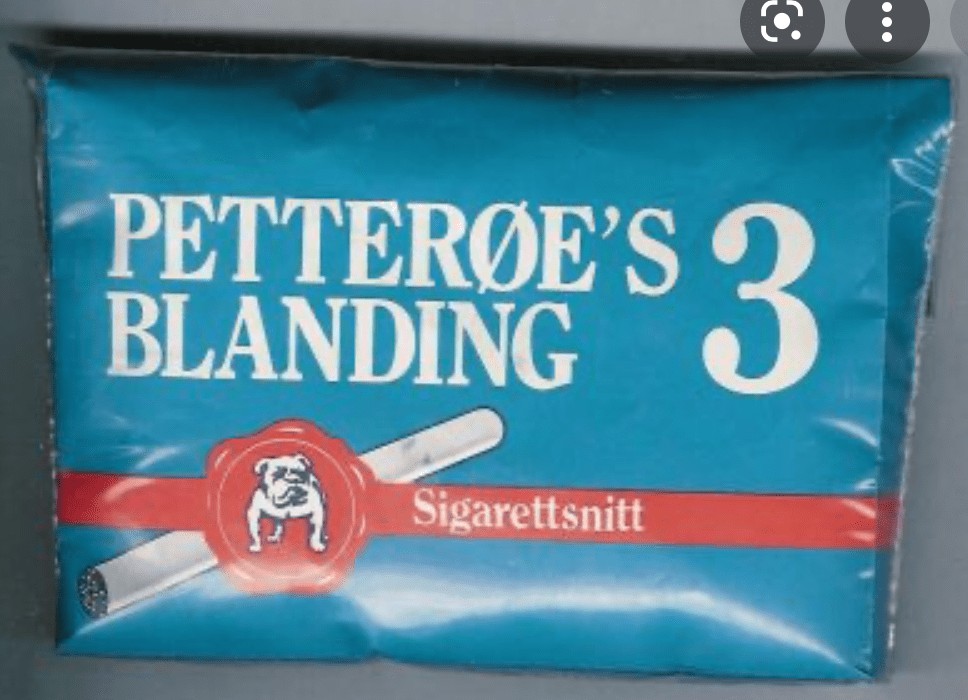 PETTERØE'S
BLANDING
3
Sigarettsnitt